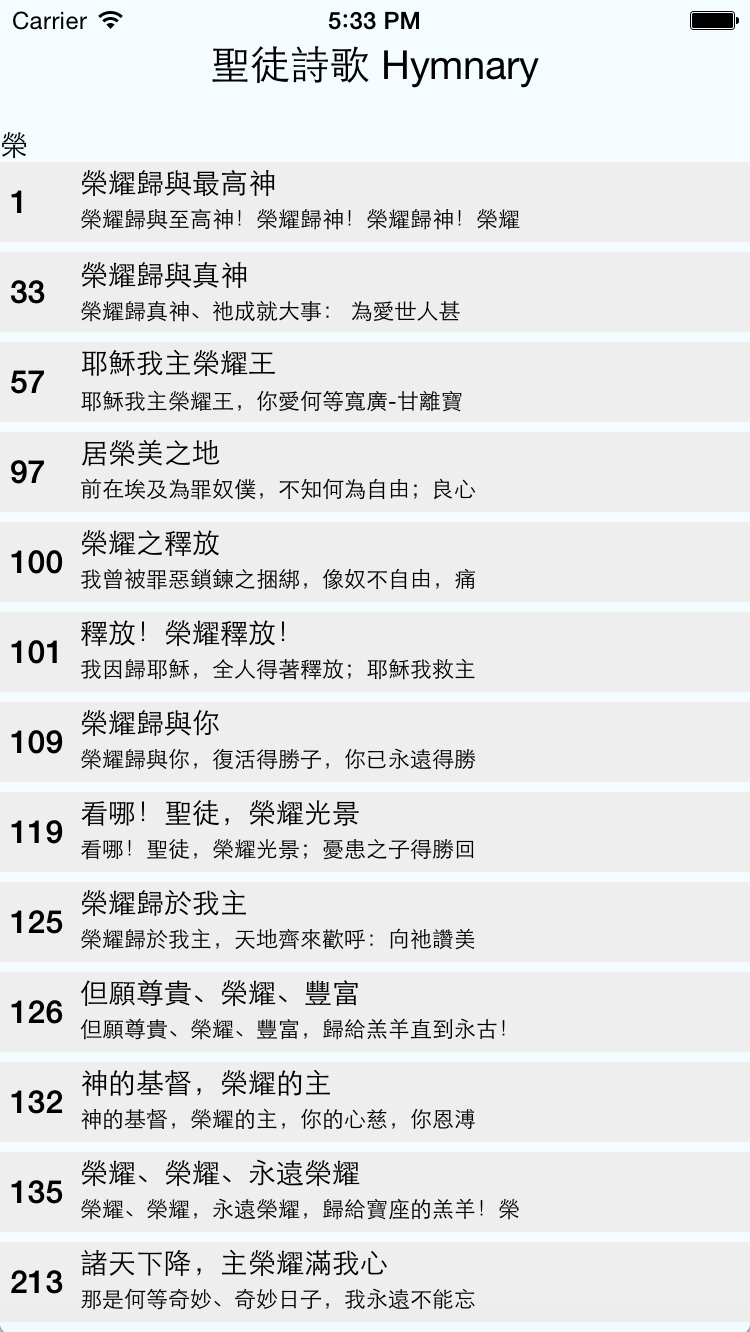 Carrier 5:33 PM
聖徒詩歌 Hymnary
榮
1
榮耀歸與最高神
榮耀歸與至高神！榮耀歸神！榮耀歸神！榮耀
33
榮耀歸與真神
榮耀歸真神、祂成就大事： 為愛世人甚
57
耶穌我主榮耀王
耶穌我主榮耀王，你愛何等寬廣-甘離寶
97
居榮美之地
前在埃及為罪奴僕，不知何為自由；良心
100
榮耀之釋放
我曾被罪惡鎖鍊之捆綁，像奴不自由，痛
101
釋放！榮耀釋放！
我因歸耶穌，全人得著釋放；耶穌我救主
109
榮耀歸與你
榮耀歸與你，復活得勝子，你已永遠得勝
119
看哪！聖徒，榮耀光景
看哪！聖徒，榮耀光景；憂患之子得勝回
125
榮耀歸於我主
榮耀歸於我主，天地齊來歡呼：向祂讚美
126
但願尊貴、榮耀、豐富
但願尊貴、榮耀、豐富，歸給羔羊直到永古！
132
神的基督，榮耀的主
神的基督，榮耀的主，你的心慈，你恩溥
135
榮耀、榮耀、永遠榮耀
榮耀、榮耀，永遠榮耀，歸給寶座的羔羊！榮
213
諸天下降，主榮耀滿我心
那是何等奇妙、奇妙日子，我永遠不能忘